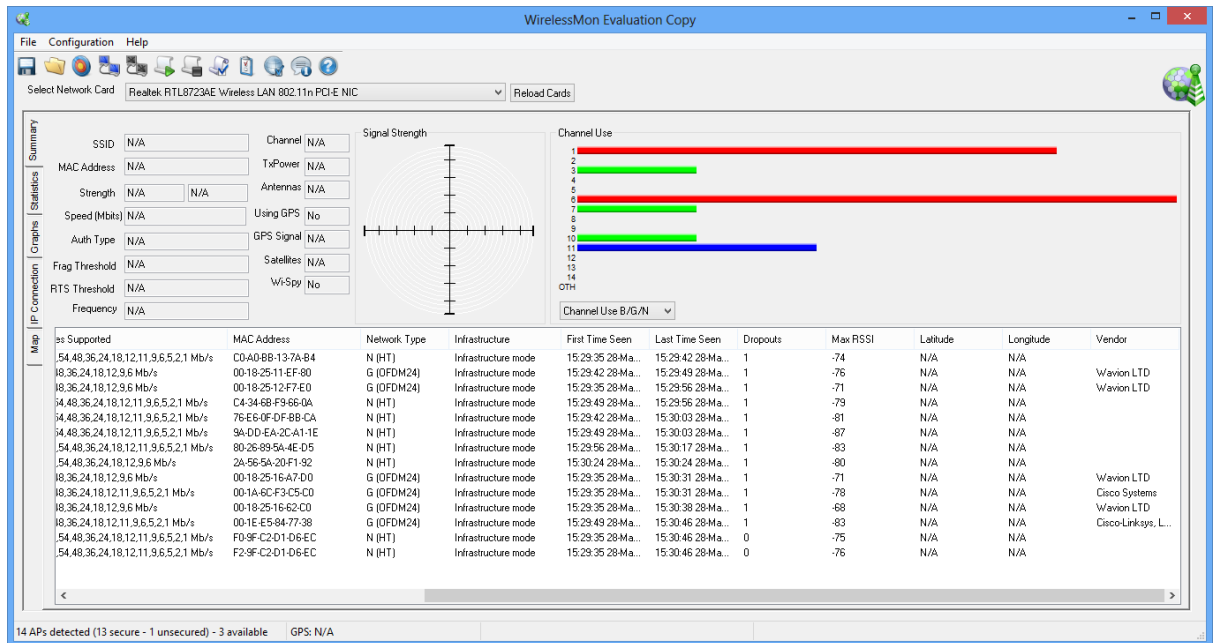 WirelessMon Evaluation Copy
File Configuration Help
Select Network Card Realtek RTL8723AE Wireless LAN 802.11n PCI-E NIC Reload Cards
Summary
Statistics
Graphs
IP Connection
Map
SSID N/A Channel N/A
MAC Address N/A TxPower N/A
Strength N/A N/A Antennas N/A
Speed (Mbits) N/A Using GPS No
Auth Type N/A GPS Signal N/A
Frag Threshold N/A Satellites N/A
RTS Threshold N/A Wi-Spy No
Frequency N/A
Signal Strength
Channel Use
1
2
3
4
5
6
7
8
9
10
11
12
13
14
OTH
Channel Use B/G/N
es Supported MAC Address Network Type Infrastructure First Time Seen Last Time Seen Dropouts Max RSSI Latitude Longitude Vendor
,54,48,36,24,18,12,11,9,6,5,2,1 Mb/s C0-A0-BB-13-7A-B4 N (HT) Infrastructure mode 15:29:35 28-Ma... 15:29:42 28-Ma... 1 -74 N/A N/A
48,36,24,18,12,9,6 Mb/s 00-18-25-11-EF-80 G (OFDM24) Infrastructure mode 15:29:42 28-Ma... 15:29:49 28-Ma... 1 -76 N/A N/A Wavion LTD
48,36,24,18,12,9,6 Mb/s 00-18-25-12-F7-E0 G (OFDM24) Infrastructure mode 15:29:35 28-Ma... 15:29:56 28-Ma... 1 -71 N/A N/A Wavion LTD
54,48,36,24,18,12,11,9,6,5,2,1 Mb/s C4-34-6B-F9-66-0A N (HT) Infrastructure mode 15:29:49 28-Ma... 15:29:56 28-Ma... 1 -79 N/A N/A
54,48,36,24,18,12,11,9,6,5,2,1 Mb/s 76-E6-0F-DF-BB-CA N (HT) Infrastructure mode 15:29:42 28-Ma... 15:30:03 28-Ma... 1 -81 N/A N/A
54,48,36,24,18,12,11,9,6,5,2,1 Mb/s 9A-DD-EA-2C-A1-1E N (HT) Infrastructure mode 15:29:49 28-Ma... 15:30:03 28-Ma... 1 -87 N/A N/A
,54,48,36,24,18,12,11,9,6,5,2,1 Mb/s 80-26-89-5A-4E-D5 N (HT) Infrastructure mode 15:29:56 28-Ma... 15:30:17 28-Ma... 1 -83 N/A N/A
,54,48,36,24,18,12,9,6 Mb/s 2A-56-5A-20-F1-92 N (HT) Infrastructure mode 15:30:24 28-Ma... 15:30:24 28-Ma... 1 -80 N/A N/A
48,36,24,18,12,9,6 Mb/s 00-18-25-16-A7-D0 G (OFDM24) Infrastructure mode 15:29:35 28-Ma... 15:30:31 28-Ma... 1 -71 N/A N/A Wavion LTD
48,36,24,18,12,11,9,6,5,2,1 Mb/s 00-1A-6C-F3-C5-C0 G (OFDM24) Infrastructure mode 15:29:35 28-Ma... 15:30:31 28-Ma... 1 -78 N/A N/A Cisco Systems
48,36,24,18,12,9,6 Mb/s 00-18-25-16-62-C0 G (OFDM24) Infrastructure mode 15:29:35 28-Ma... 15:30:38 28-Ma... 1 -68 N/A N/A Wavion LTD
48,36,24,18,12,11,9,6,5,2,1 Mb/s 00-1E-E5-84-77-38 G (OFDM24) Infrastructure mode 15:29:49 28-Ma... 15:30:46 28-Ma... 1 -83 N/A N/A Cisco-Linksys, L...
,54,48,36,24,18,12,11,9,6,5,2,1 Mb/s F0-9F-C2-D1-D6-EC N (HT) Infrastructure mode 15:29:35 28-Ma... 15:30:46 28-Ma... 0 -75 N/A N/A
,54,48,36,24,18,12,11,9,6,5,2,1 Mb/s F2-9F-C2-D1-D6-EC N (HT) Infrastructure mode 15:29:35 28-Ma... 15:30:46 28-Ma... 0 -76 N/A N/A
14 APs detected (13 secure - 1 unsecured) - 3 available GPS: N/A